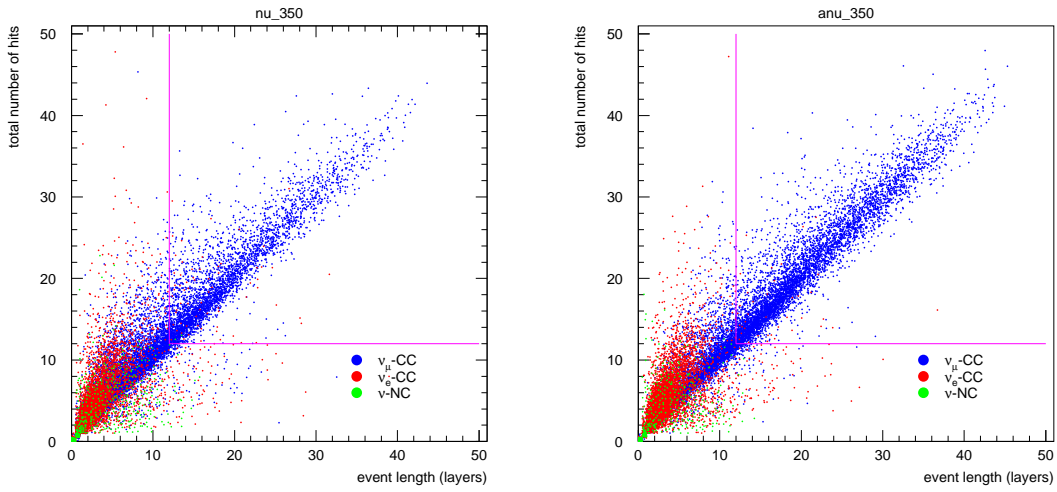 nu_350
total number of hits
50
40
30
20
10
0
0 10 20 30 40 50
event length (layers)
νμ-CC
νe-CC
ν-NC
anu_350
total number of hits
50
40
30
20
10
0
0 10 20 30 40 50
event length (layers)
νμ-CC
νe-CC
ν-NC